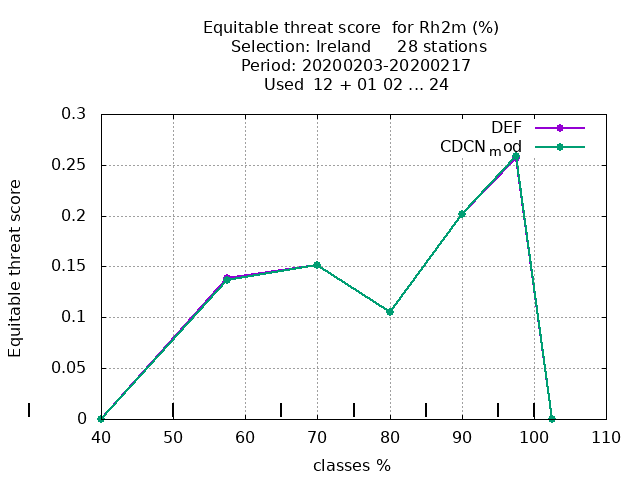 Equitable threat score  for Rh2m (%)
Selection: Ireland     28 stations
Period: 20200203-20200217
Used  12 + 01 02 ... 24
DEF
CDCNmod
Equitable threat score
0.3
0.25
0.2
0.15
0.1
0.05
0
40 50 60 70 80 90 100 110
classes %